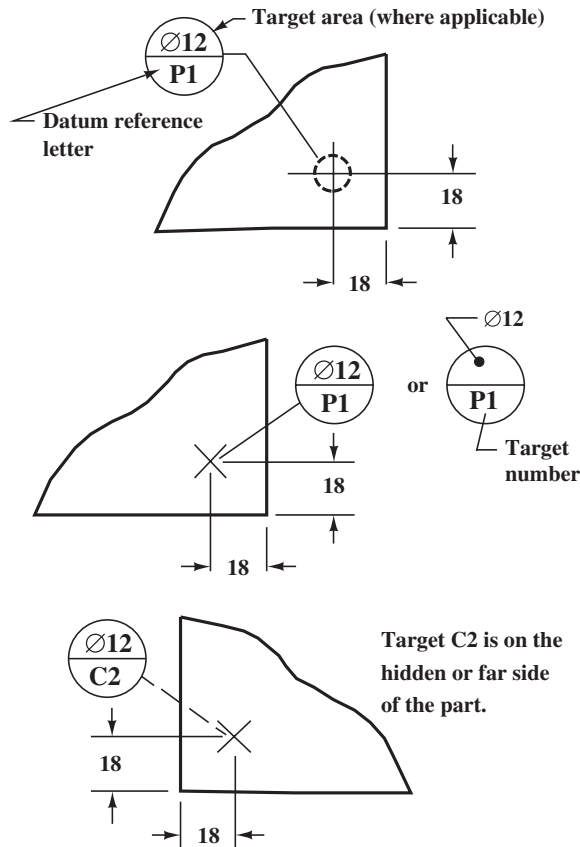 Target area (where applicable)
∅12
P1
Datum reference
letter
18
18
∅12
∅12
P1
or
P1
Target
number
18
18
∅12
C2
Target C2 is on the
hidden or far side
of the part.
18
18